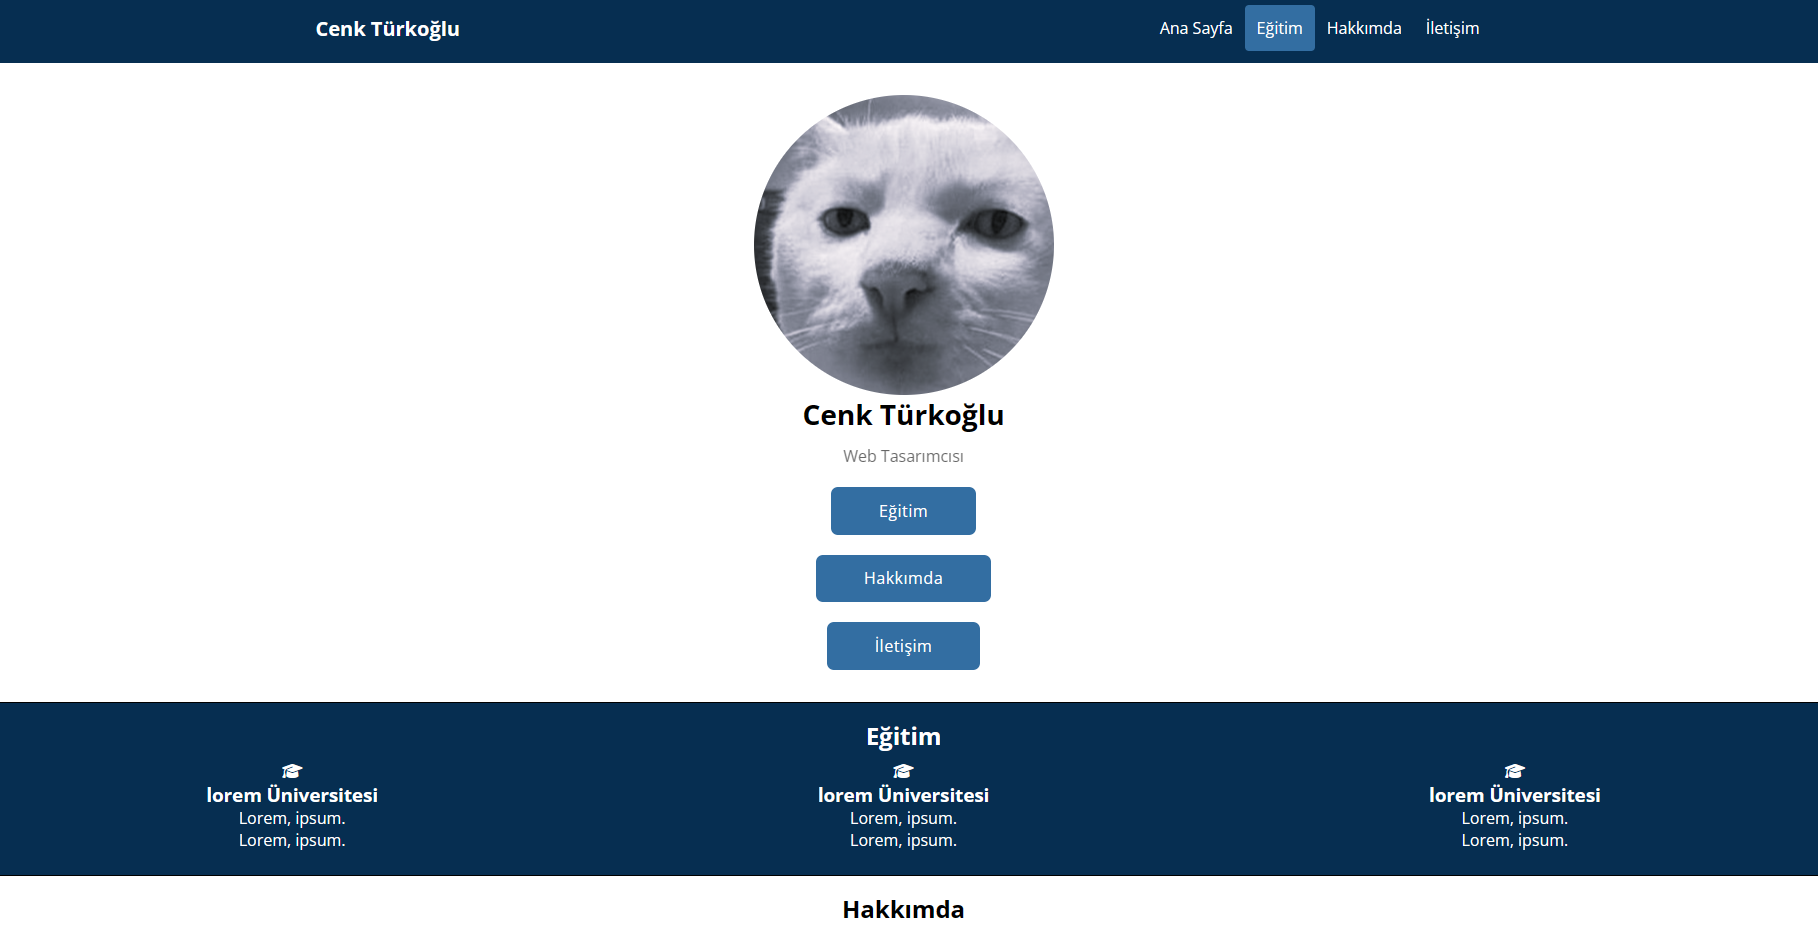 Cenk Türkoğlu
Ana Sayfa Eğitim Hakkımda İletişim
Cenk Türkoğlu
Web Tasarımcısı
Eğitim
Hakkımda
İletişim
Eğitim
lorem Üniversitesi
Lorem, ipsum.
Lorem, ipsum.
lorem Üniversitesi
Lorem, ipsum.
Lorem, ipsum.
lorem Üniversitesi
Lorem, ipsum.
Lorem, ipsum.
Hakkımda